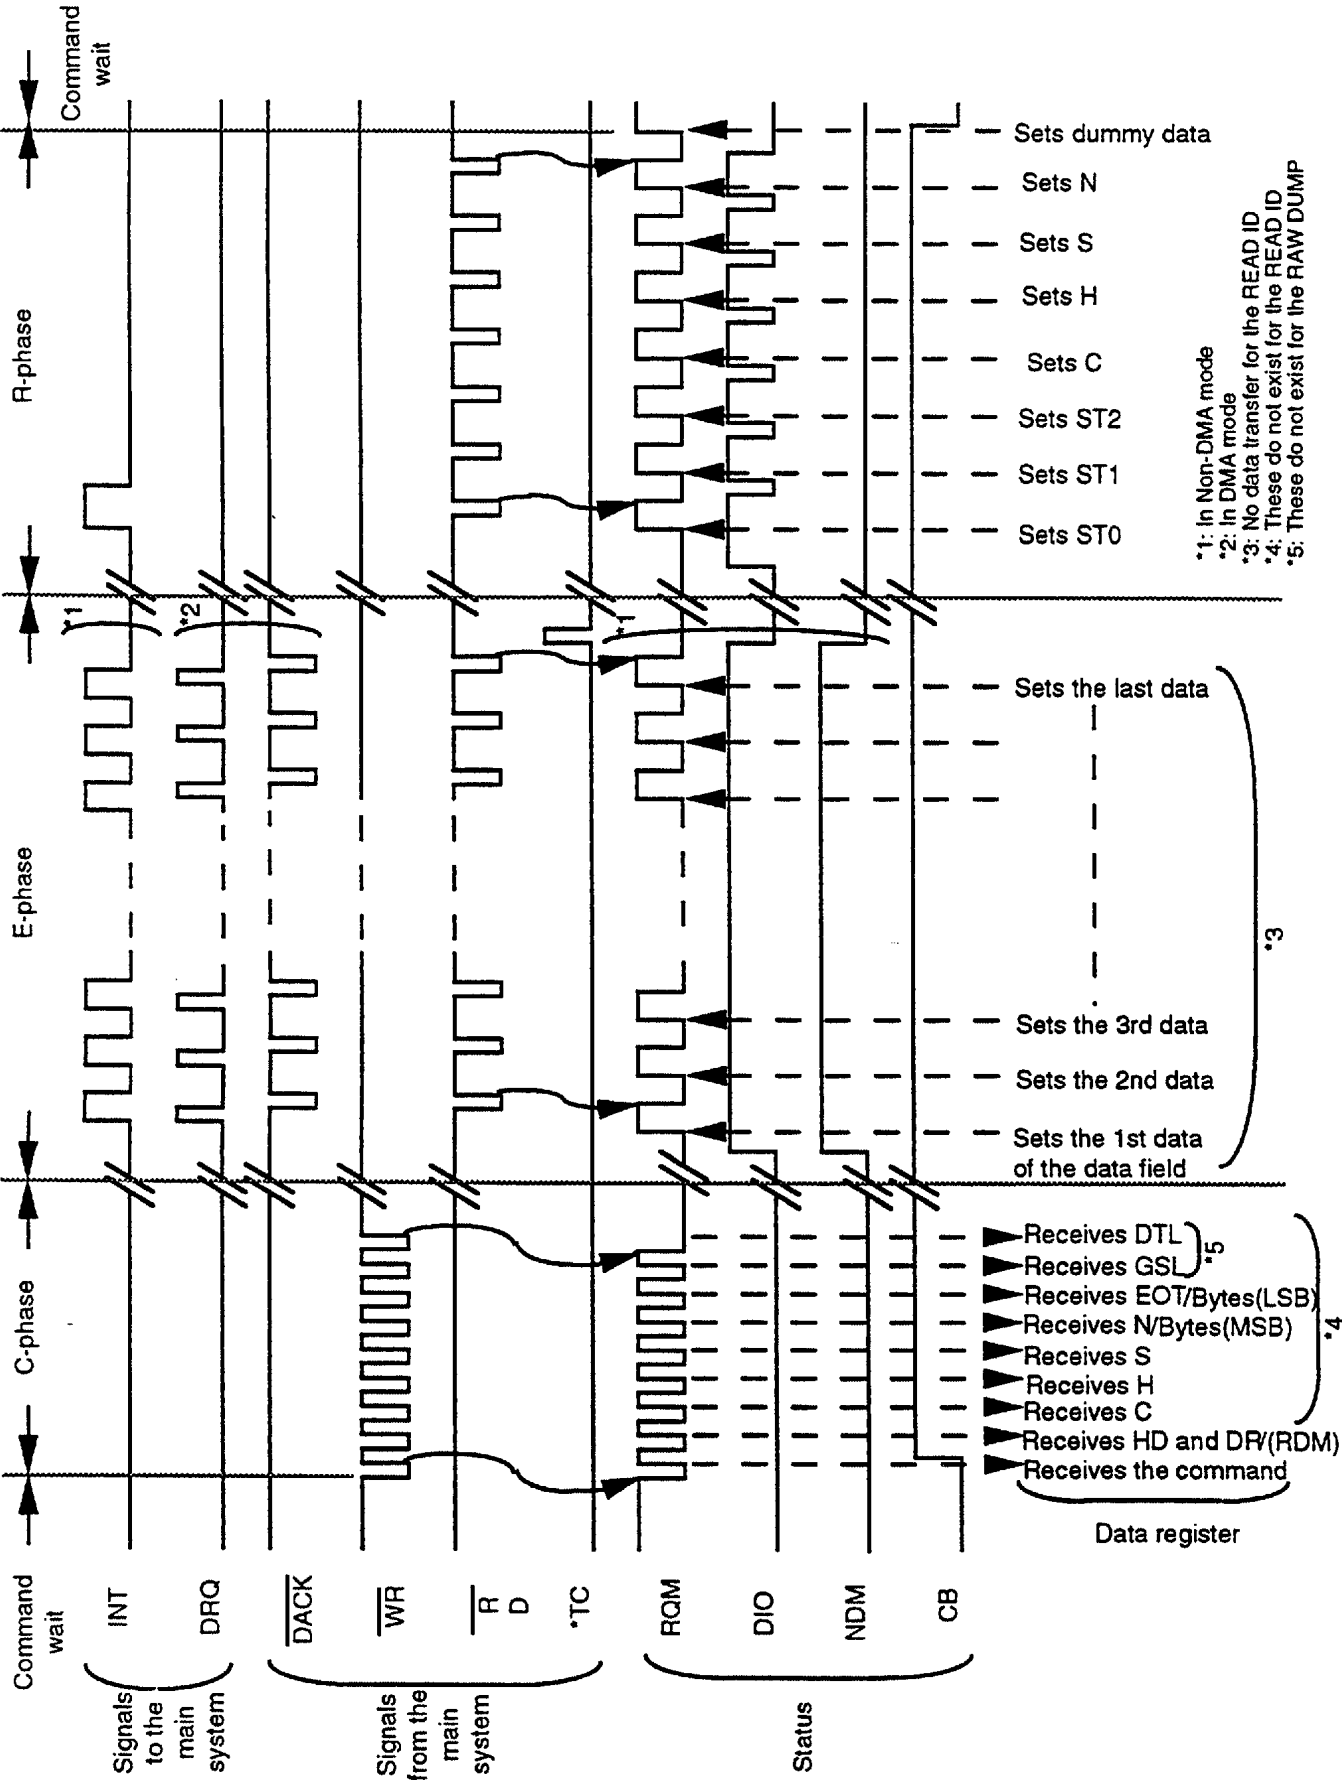 Command
wait
C-phase
E-phase
R-phase
Command
wait
Signals
to the
main
system
INT
DRQ
*1
*2
Signals
from the
main
system
DACK
WR
R
D
*TC
*1
Status
RQM
DIO
NDM
CB
Receives the command
Receives HD and DR/(RDM)
Receives C
Receives H
Receives S
Receives N/Bytes(MSB)
Receives EOT/Bytes(LSB)
Receives GSL
Receives DTL
*5
*4
Data register
Sets the 1st data
of the data field
Sets the 2nd data
Sets the 3rd data
Sets the last data
*3
Sets ST0
Sets ST1
Sets ST2
Sets C
Sets H
Sets S
Sets N
Sets dummy data
*1: In Non-DMA mode
*2: In DMA mode
*3: No data transfer for the READ ID
*4: These do not exist for the READ ID
*5: These do not exist for the RAW DUMP